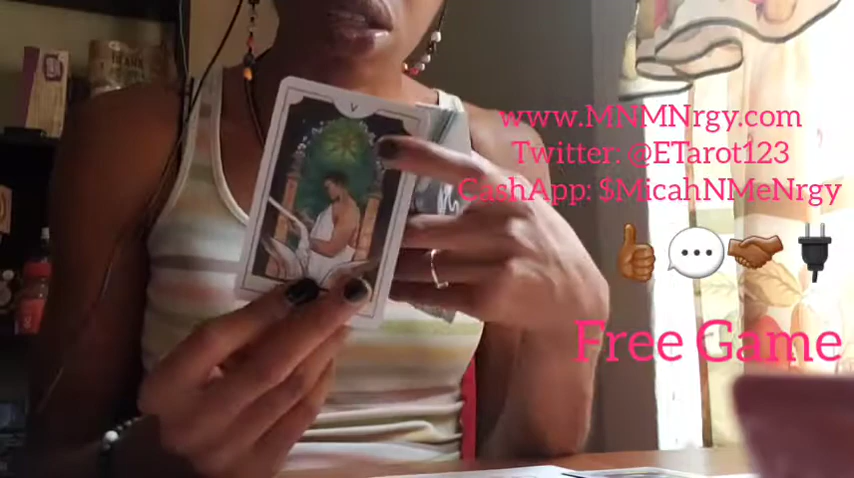 V
www.MNMNrgy.com
Twitter: @ETarot123
CashApp: $MicahNMeNrgy
Free Game